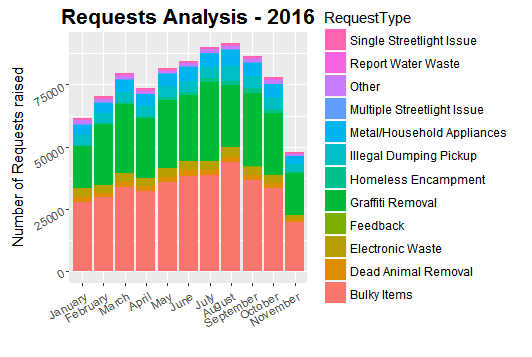 Requests Analysis - 2016
RequestType
Single Streetlight Issue
Report Water Waste
Other
Multiple Streetlight Issue
Metal/Household Appliances
Illegal Dumping Pickup
Homeless Encampment
Graffiti Removal
Feedback
Electronic Waste
Dead Animal Removal
Bulky Items
Number of Requests raised
75000
50000
25000
0
January
February
March
April
May
June
July
August
September
October
November